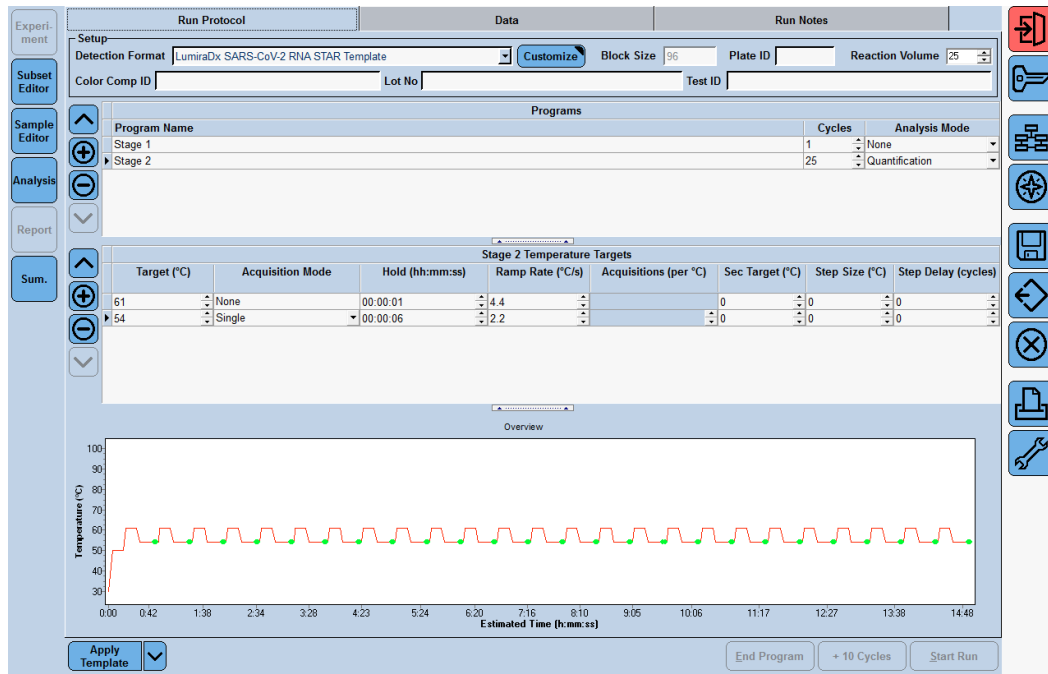 Experi-
ment
Subset
Editor
Sample
Editor
Analysis
Report
Sum.
Run Protocol Data Run Notes
Setup
Detection Format LumiraDx SARS-CoV-2 RNA STAR Template Customize Block Size 96 Plate ID Reaction Volume 25
Color Comp ID Lot No Test ID
Programs
Program Name Cycles Analysis Mode
Stage 1 1 None
Stage 2 25 Quantification
Stage 2 Temperature Targets
Target (°C) Acquisition Mode Hold (hh:mm:ss) Ramp Rate (°C/s) Acquisitions (per °C) Sec Target (°C) Step Size (°C) Step Delay (cycles)
61 None 00:00:01 4.4 0 0 0
54 Single 00:00:06 2.2 0 0 0
Overview
Temperature (°C)
100
90
80
70
60
50
40
30
0:00 0:42 1:38 2:34 3:28 4:23 5:24 6:20 7:16 8:10 9:05 10:06 11:17 12:27 13:38 14:48
Estimated Time (h:mm:ss)
Apply
Template
End Program + 10 Cycles Start Run